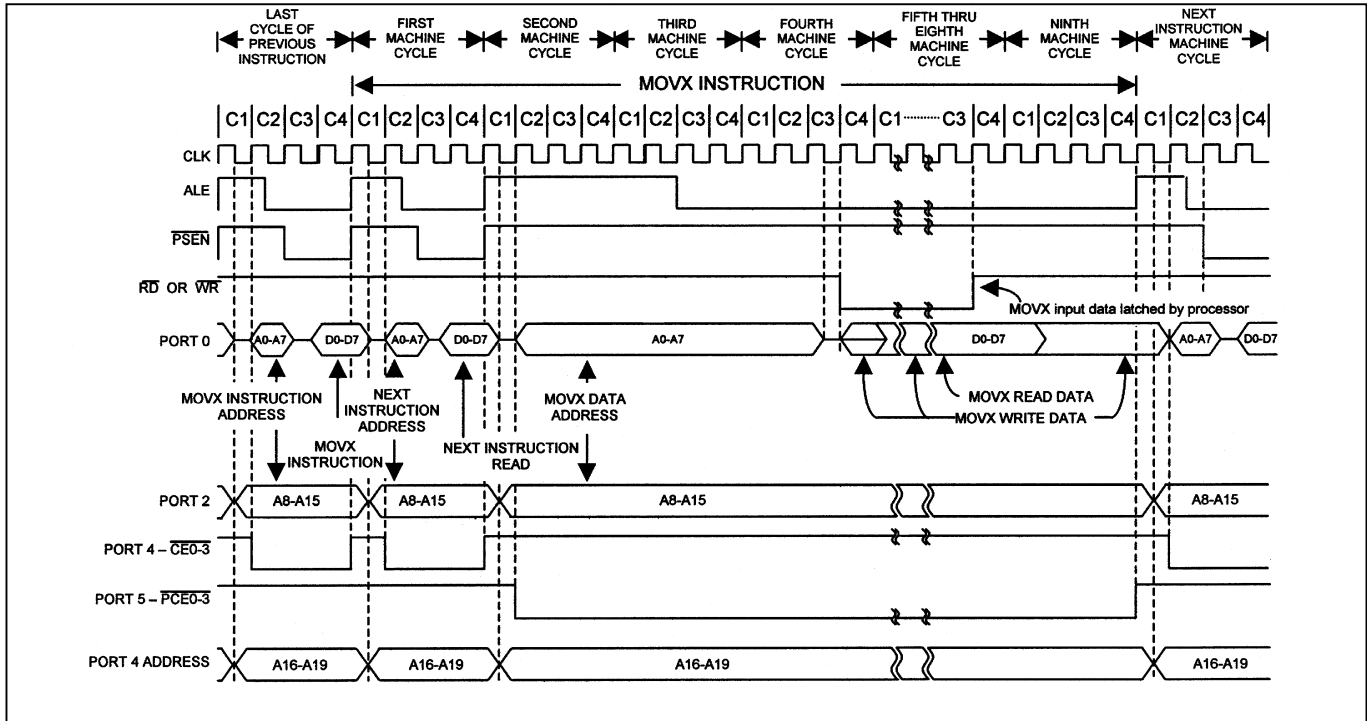 LAST CYCLE OF PREVIOUS INSTRUCTION
FIRST MACHINE CYCLE
SECOND MACHINE CYCLE
THIRD MACHINE CYCLE
FOURTH MACHINE CYCLE
FIFTH THRU EIGHTH MACHINE CYCLE
NINTH MACHINE CYCLE
NEXT INSTRUCTION MACHINE CYCLE
MOVX INSTRUCTION
C1 C2 C3 C4 C1 C2 C3 C4 C1 C2 C3 C4 C1 C2 C3 C4 C1 C2 C3 C4 C1 ········ C3 C4 C1 C2 C3 C4 C1 C2 C3 C4
CLK
ALE
PSEN
RD OR WR
MOVX input data latched by processor
PORT 0 A0-A7 D0-D7 A0-A7 D0-D7 A0-A7 D0-D7 A0-A7 D0-D7
MOVX INSTRUCTION ADDRESS
NEXT INSTRUCTION ADDRESS
MOVX DATA ADDRESS
MOVX READ DATA
MOVX WRITE DATA
MOVX INSTRUCTION
NEXT INSTRUCTION READ
PORT 2 A8-A15 A8-A15 A8-A15 A8-A15
PORT 4 – CE0-3
PORT 5 – PCE0-3
PORT 4 ADDRESS A16-A19 A16-A19 A16-A19 A16-A19